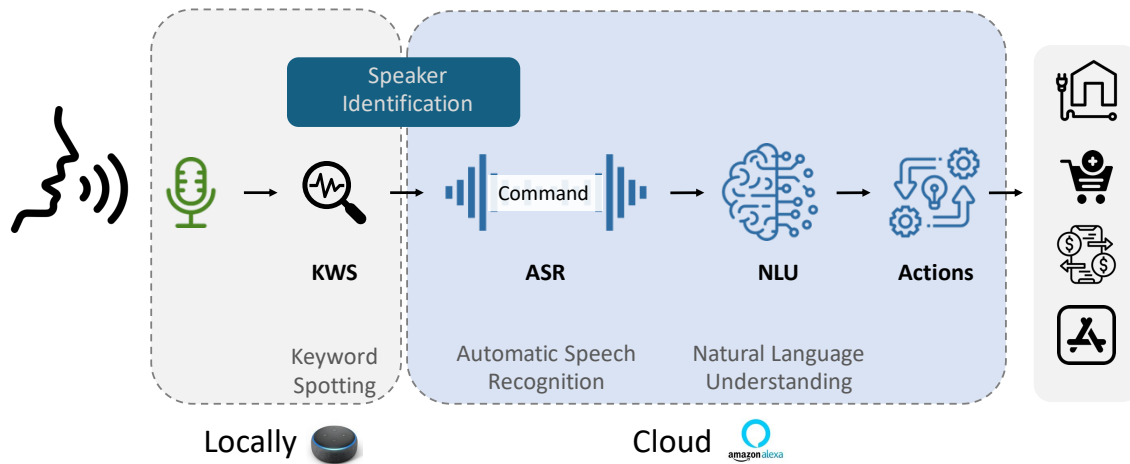 Speaker
Identification
Command
KWS
ASR
NLU
Actions
Keyword
Spotting
Automatic Speech
Recognition
Natural Language
Understanding
Locally
Cloud
amazon alexa